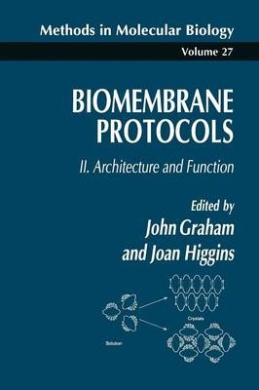 Methods in Molecular Biology
Volume 27
BIOMEMBRANE
PROTOCOLS
II. Architecture and Function
Edited by
John Graham
and Joan Higgins
Crystals
Solution